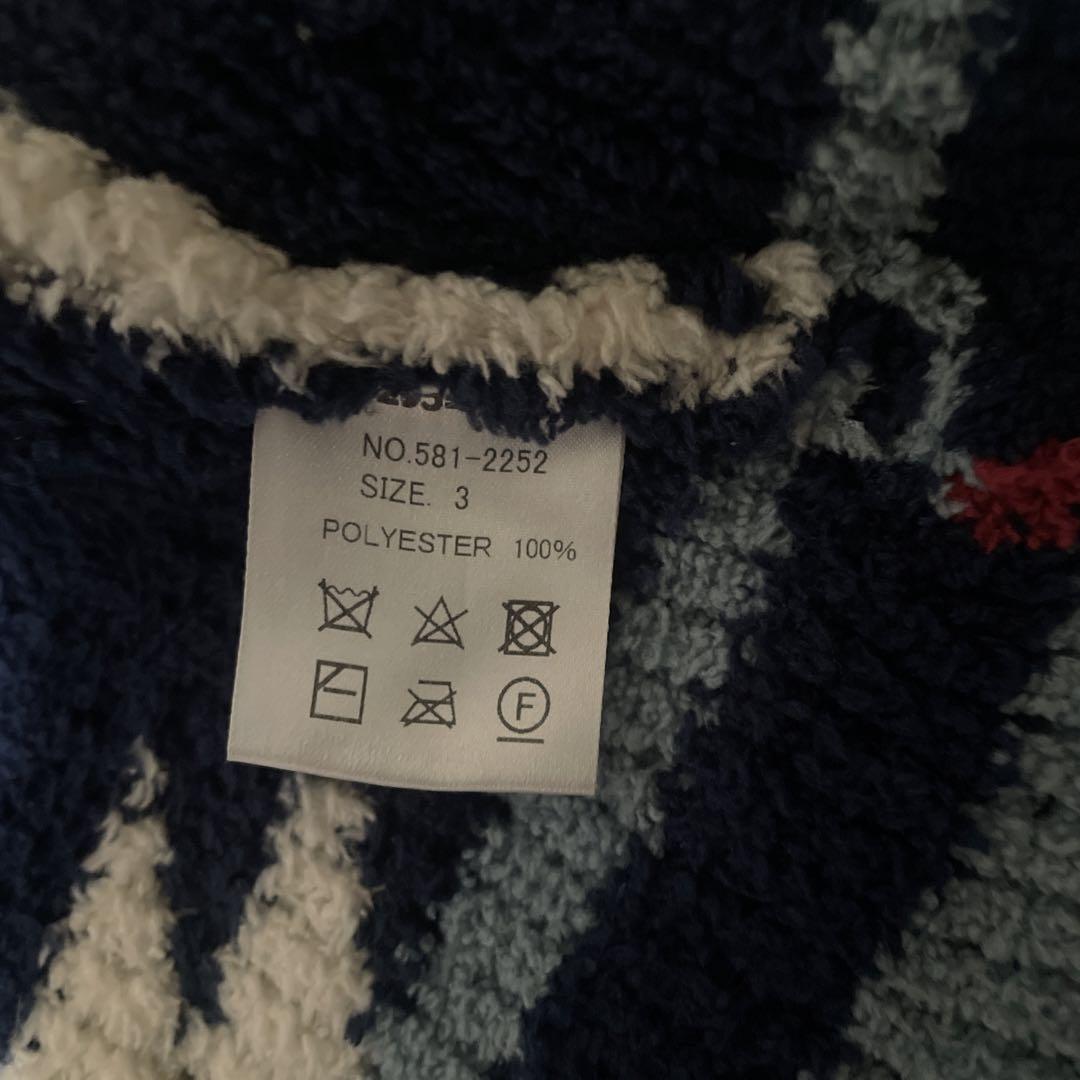 NO.581-2252
SIZE. 3
POLYESTER 100%
F